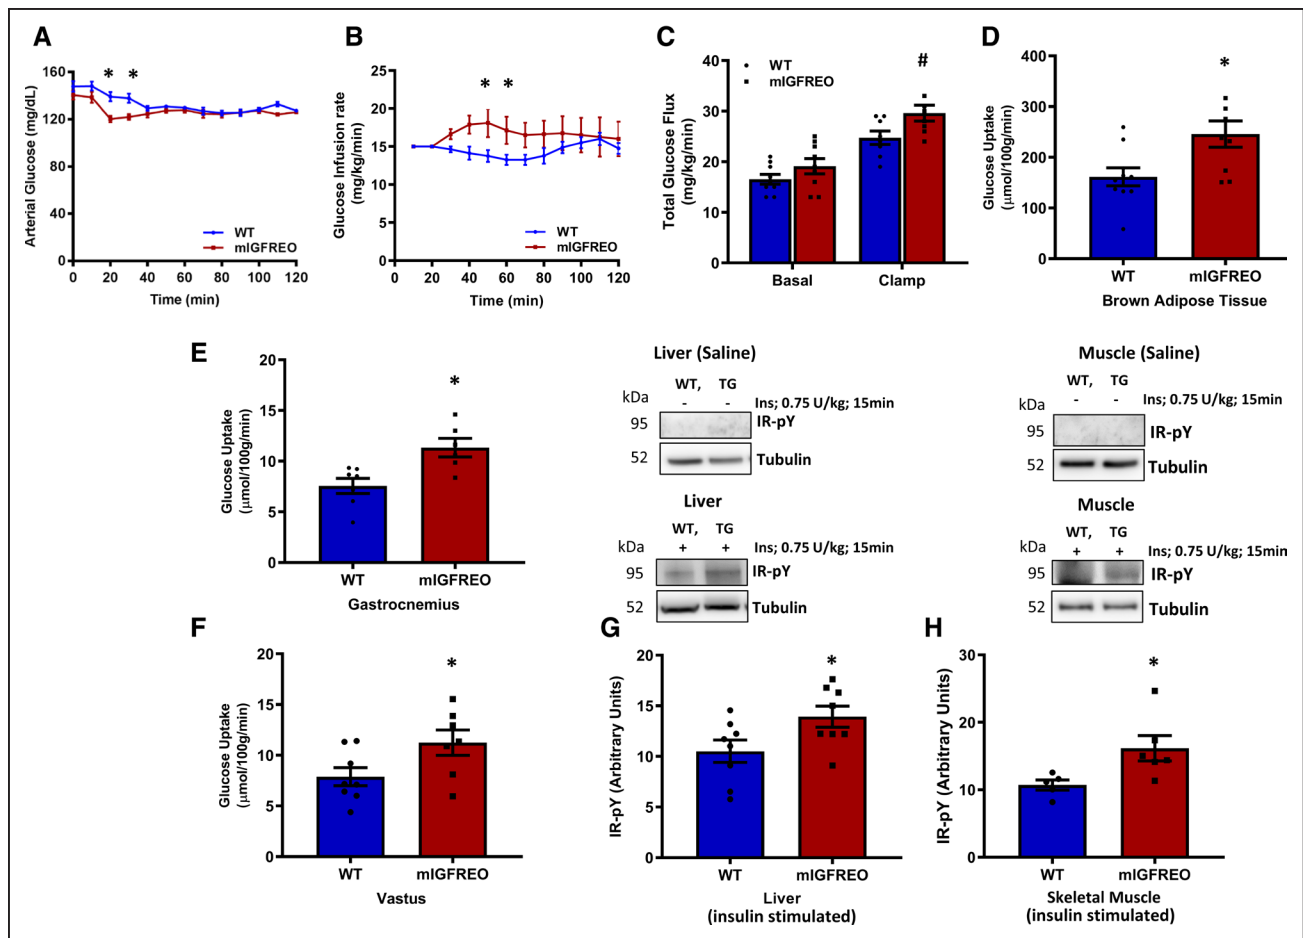 A
Arterial Glucose (mg/dL)
160
120
80
40
0
* *
WT
mIGFREO
0 20 40 60 80 100 120
Time (min)
B
Glucose Infusion rate
(mg/kg/min)
25
20
15
10
5
0
* *
WT
mIGFREO
0 20 40 60 80 100 120
Time (min)
C
Total Glucose Flux
(mg/kg/min)
40
30
20
10
0
WT
mIGFREO
#
Basal Clamp
D
Glucose Uptake
(μmol/100g/min)
400
300
200
100
0
*
WT mIGFREO
Brown Adipose Tissue
E
Glucose Uptake
(μmol/100g/min)
20
15
10
5
0
*
WT mIGFREO
Gastrocnemius
Liver (Saline)
WT, TG
- - Ins; 0.75 U/kg; 15min
kDa
95 IR-pY
52 Tubulin
Liver
WT, TG
+ + Ins; 0.75 U/kg; 15min
kDa
95 IR-pY
52 Tubulin
Muscle (Saline)
WT, TG
- - Ins; 0.75 U/kg; 15min
kDa
95 IR-pY
52 Tubulin
Muscle
WT, TG
+ + Ins; 0.75 U/kg; 15min
kDa
95 IR-pY
52 Tubulin
F
Glucose Uptake
(μmol/100g/min)
20
15
10
5
0
*
WT mIGFREO
Vastus
G
IR-pY (Arbitrary Units)
20
15
10
5
0
*
WT mIGFREO
Liver
(insulin stimulated)
H
IR-pY (Arbitrary Units)
30
20
10
0
*
WT mIGFREO
Skeletal Muscle
(insulin stimulated)